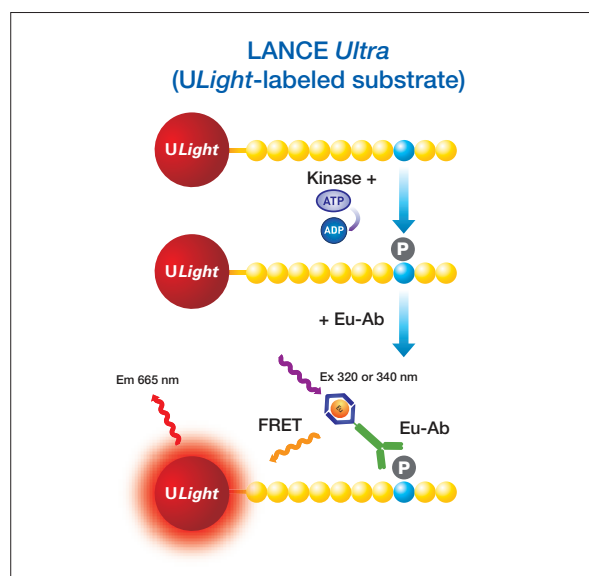 LANCE Ultra
(ULight-labeled substrate)
ULight
Kinase +
ATP
ADP
P
ULight
+ Eu-Ab
Ex 320 or 340 nm
Em 665 nm
Eu
FRET
Eu-Ab
P
ULight